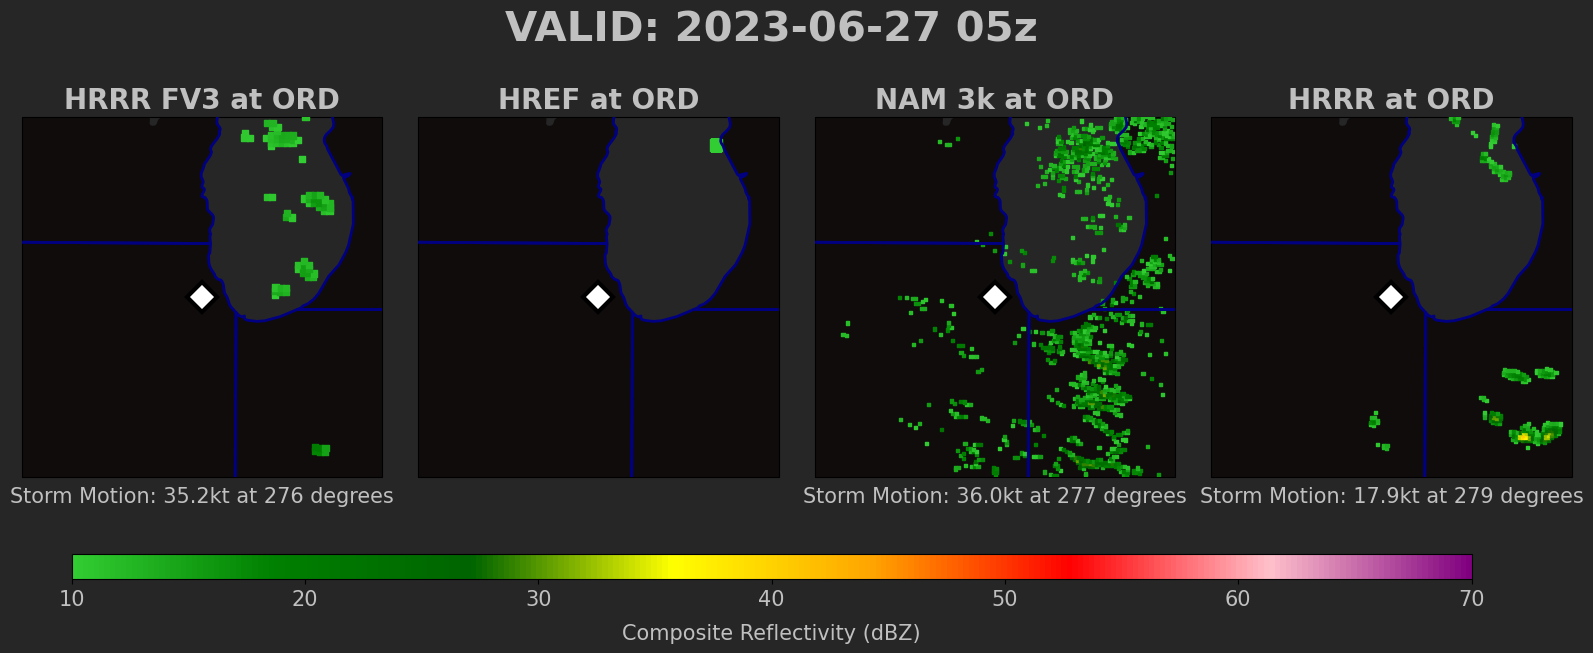 VALID: 2023-06-27 05z
HRRR FV3 at ORD
HREF at ORD
NAM 3k at ORD
HRRR at ORD
Storm Motion: 35.2kt at 276 degrees
Storm Motion: 36.0kt at 277 degrees
Storm Motion: 17.9kt at 279 degrees
10 20 30 40 50 60 70
Composite Reflectivity (dBZ)